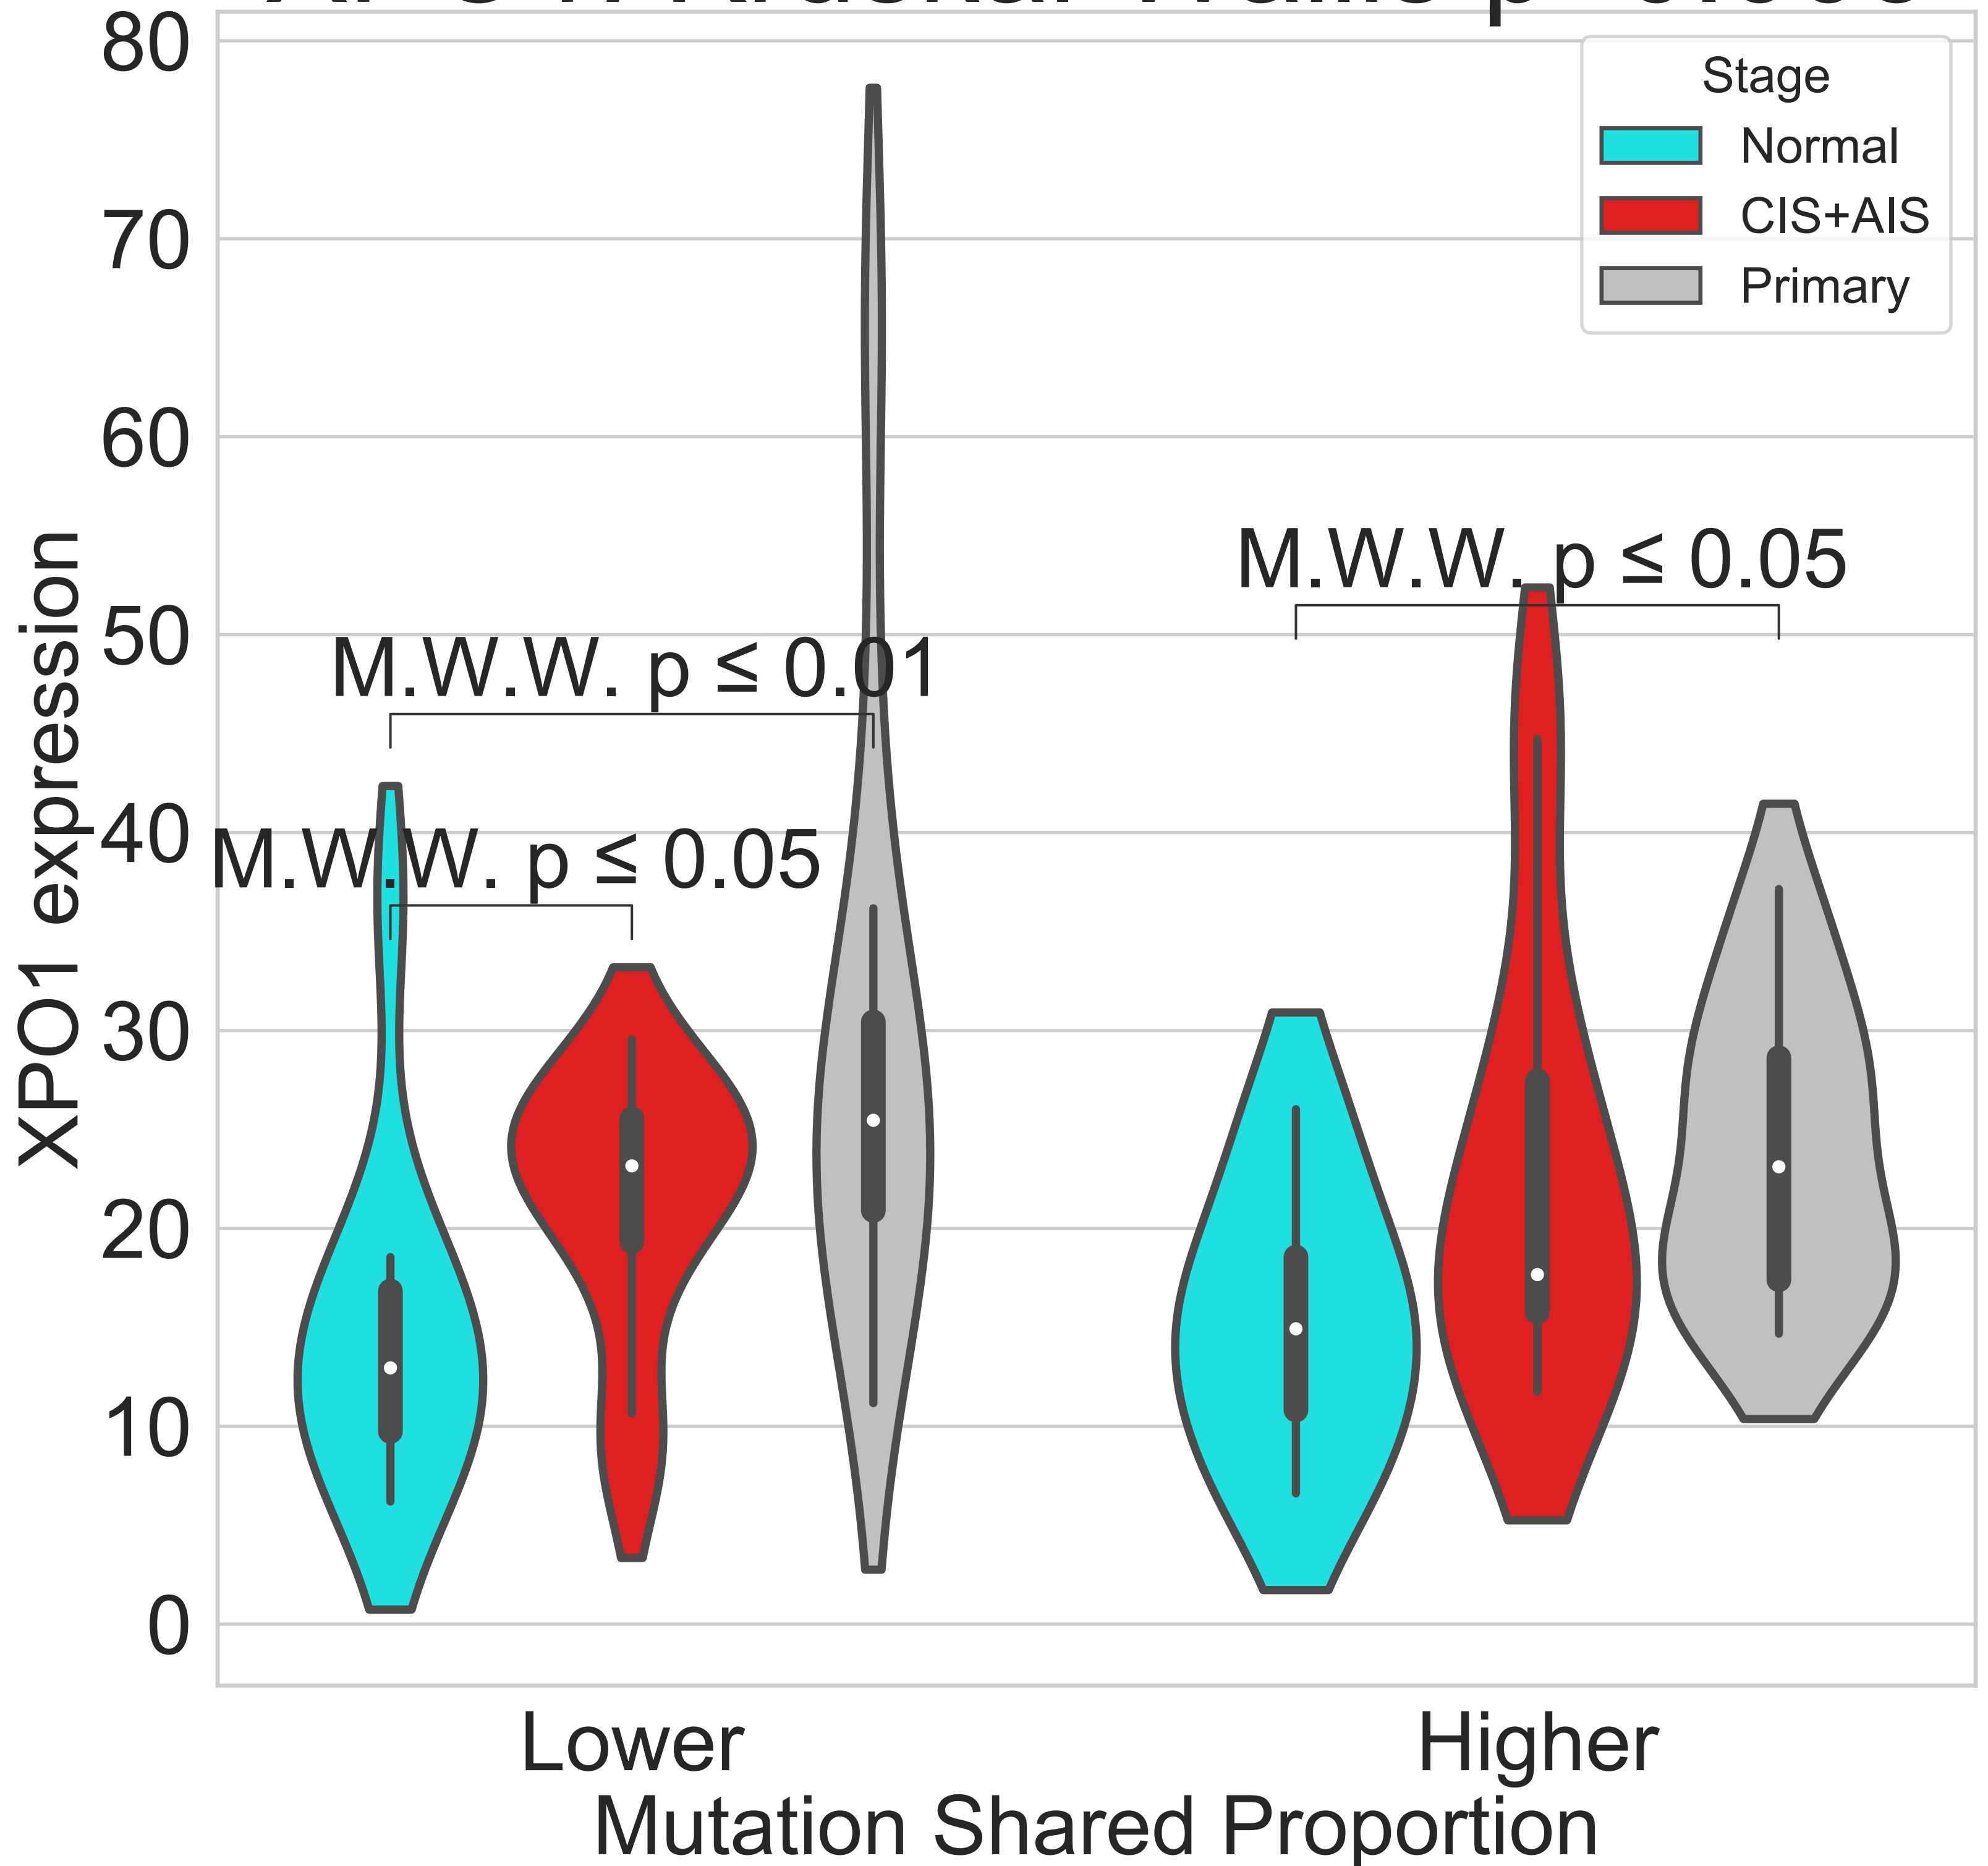 80
70
60
50
40
30
20
10
0
XPO1 expression
Stage
Normal
CIS+AIS
Primary
M.W.W. p ≤ 0.05
M.W.W. p ≤ 0.01
M.W.W. p ≤ 0.05
Lower
Higher
Mutation Shared Proportion